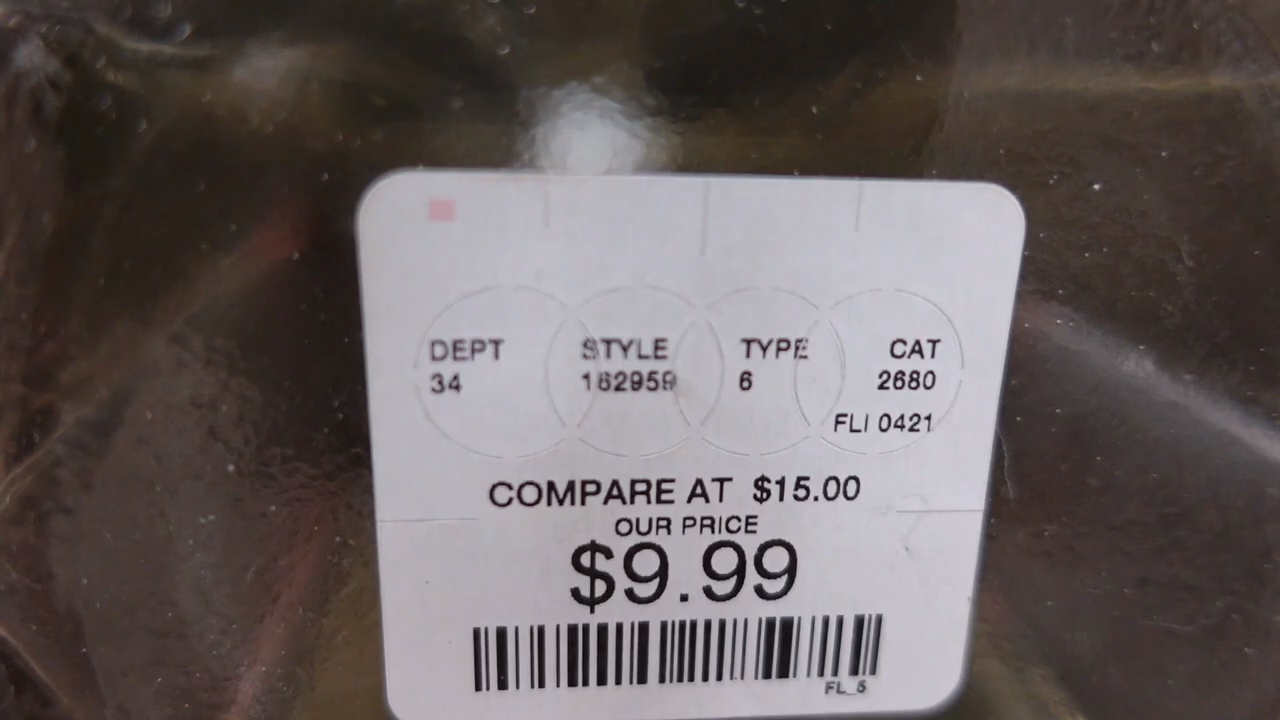 DEPT STYLE TYPE CAT
34 162959 6 2680
FLI 0421
COMPARE AT $15.00
OUR PRICE
$9.99
FL_5